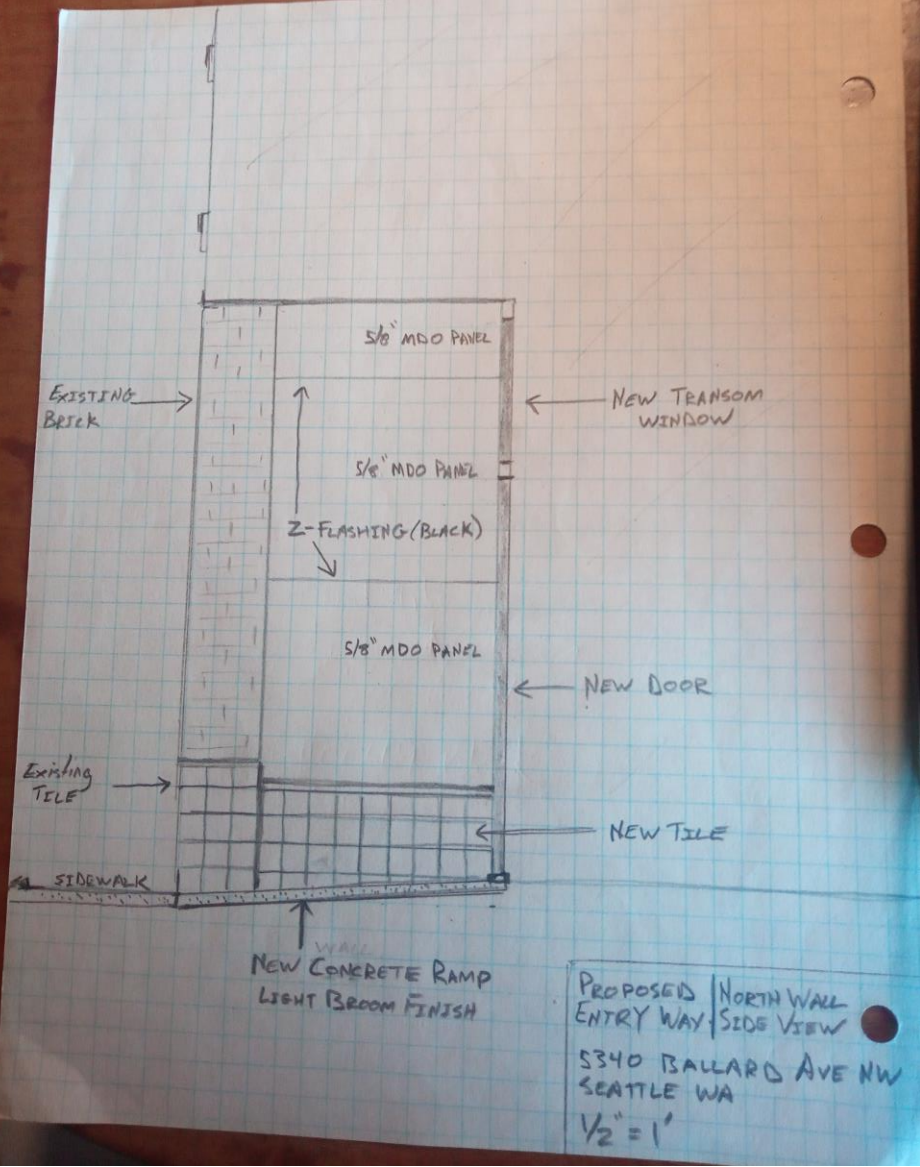 5/8" MDO PANEL
EXISTING
BRICK
NEW TRANSOM
WINDOW
5/8" MDO PANEL
Z-FLASHING (BLACK)
5/8" MDO PANEL
NEW DOOR
Existing
TILE
NEW TILE
SIDEWALK
WALL
NEW CONCRETE RAMP
LIGHT BROOM FINISH
PROPOSED | NORTH WALL
ENTRY WAY | SIDE VIEW
5340 BALLARD AVE NW
SEATTLE WA
1/2" = 1'